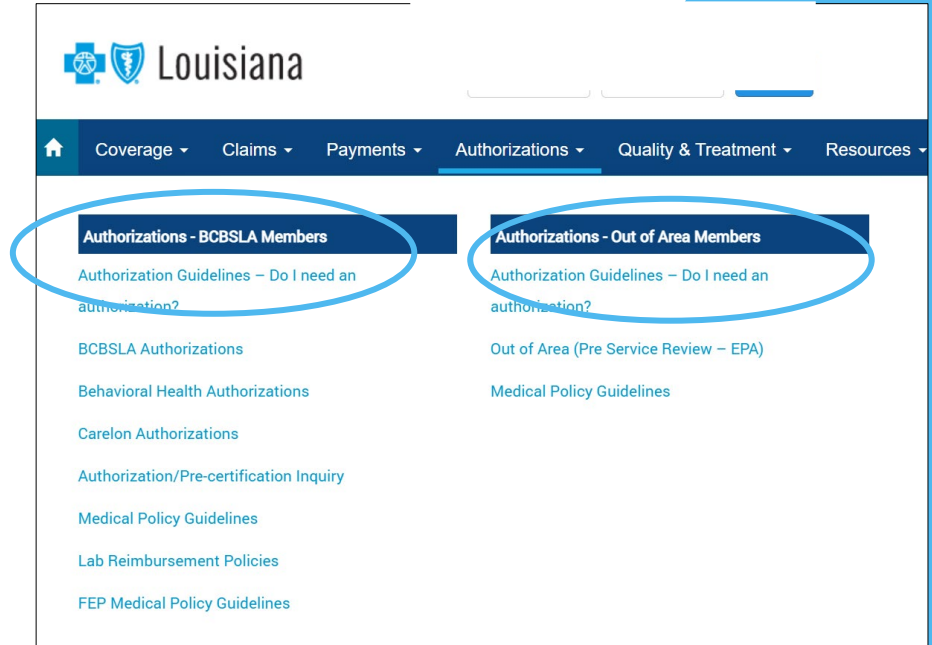 Louisiana
Coverage Claims Payments Authorizations Quality & Treatment Resources
Authorizations - BCBSLA Members
Authorization Guidelines – Do I need an
authorization?
BCBSLA Authorizations
Behavioral Health Authorizations
Carelon Authorizations
Authorization/Pre-certification Inquiry
Medical Policy Guidelines
Lab Reimbursement Policies
FEP Medical Policy Guidelines
Authorizations - Out of Area Members
Authorization Guidelines – Do I need an
authorization?
Out of Area (Pre Service Review – EPA)
Medical Policy Guidelines